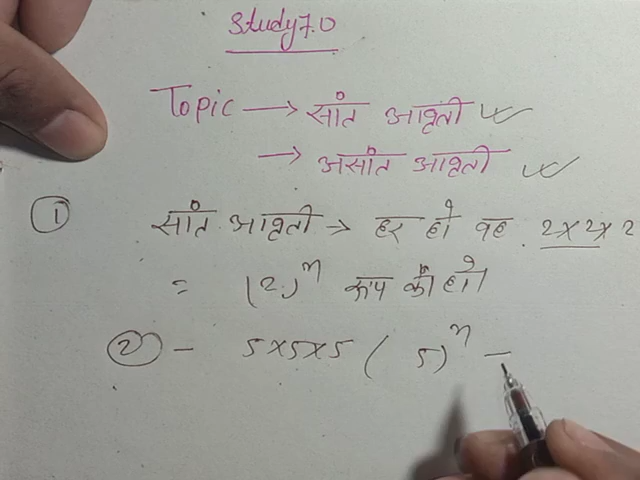 Study7.0
Topic → सांत आवृती
→ असांत आवृती
① सांत आवृती → हर हो वह 2×2×2
= (2)ⁿ रूप की हो।
② - 5×5×5 ( 5)ⁿ -